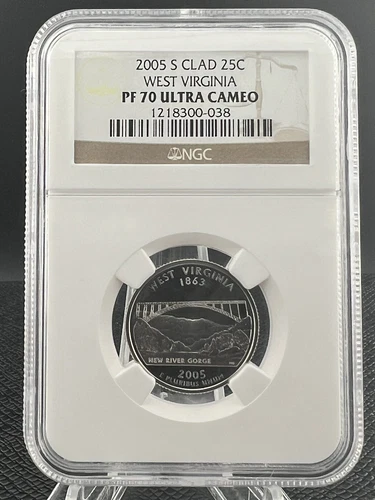 2005 S CLAD 25C
WEST VIRGINIA
PF 70 ULTRA CAMEO
1218300-038
NGC
WEST VIRGINIA
1863
NEW RIVER GORGE
2005
E PLURIBUS UNUM